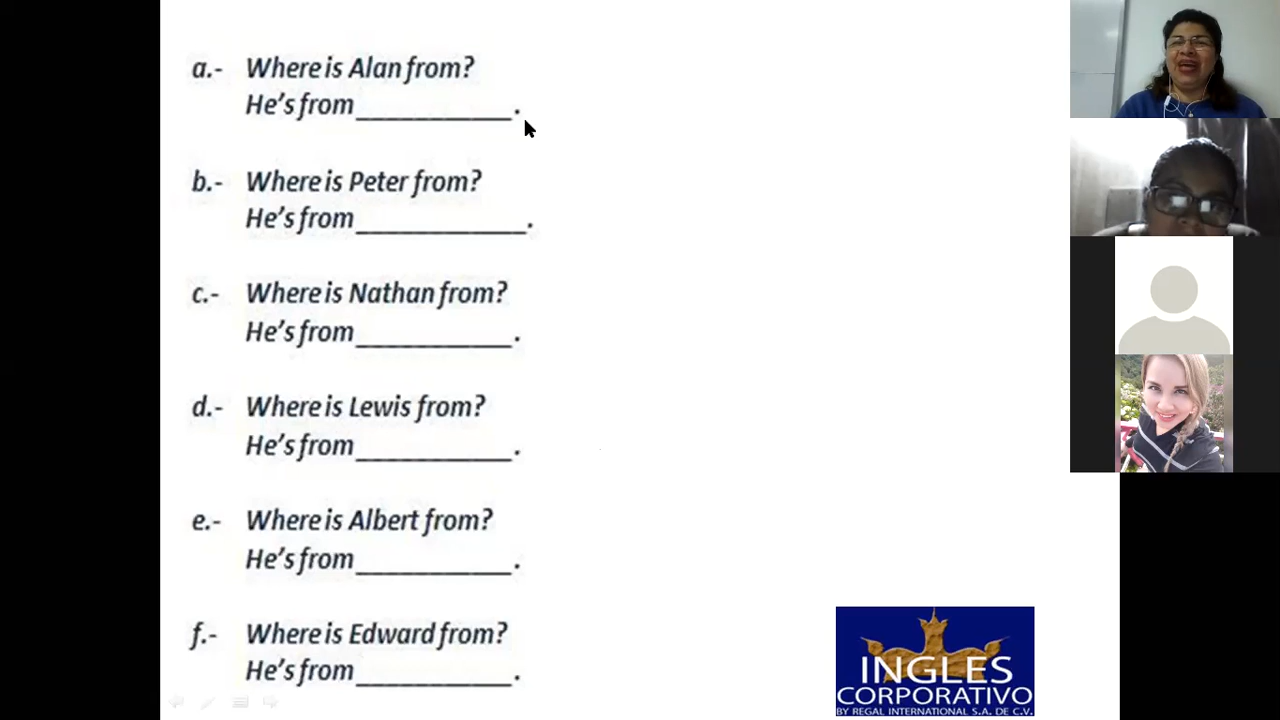 a.- Where is Alan from?
He's from ___________.
b.- Where is Peter from?
He's from ____________.
c.- Where is Nathan from?
He's from ___________.
d.- Where is Lewis from?
He's from ___________.
e.- Where is Albert from?
He's from ___________.
f.- Where is Edward from?
He's from ___________.
INGLES
CORPORATIVO
BY REGAL INTERNATIONAL S.A. DE C.V.